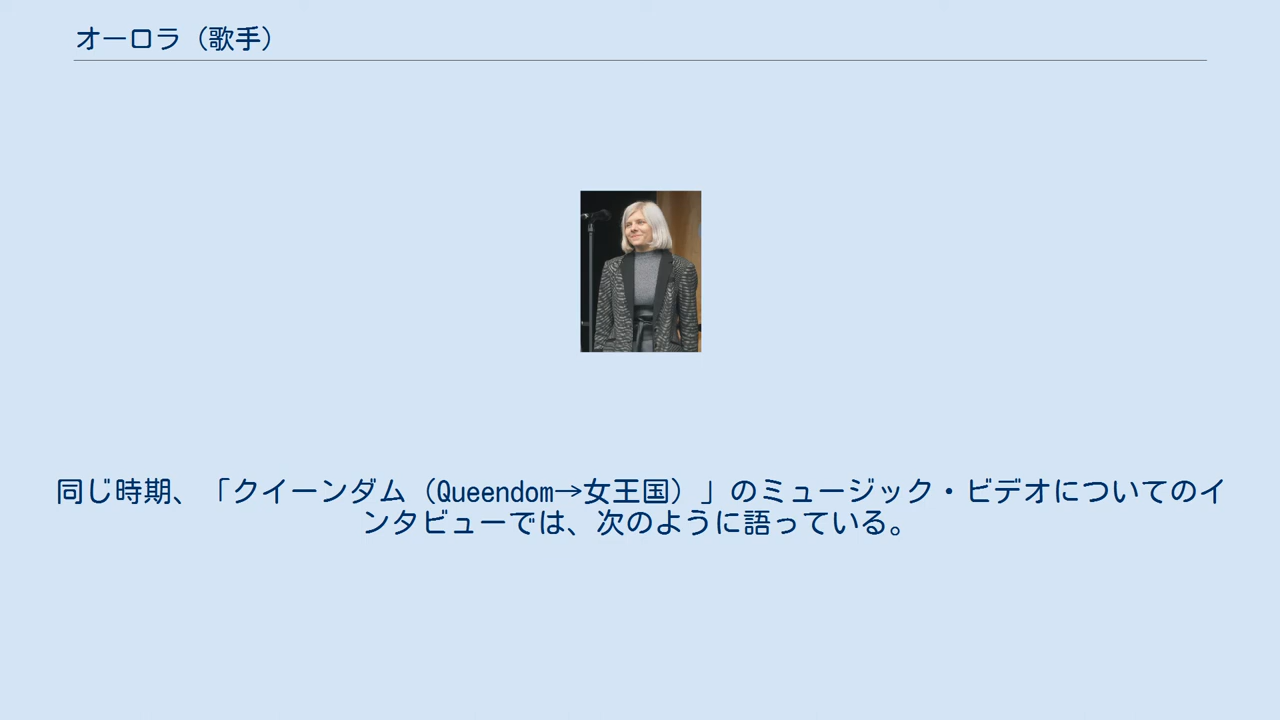 オーロラ（歌手）
同じ時期、「クイーンダム（Queendom→女王国）」のミュージック・ビデオについてのイ
ンタビューでは、次のように語っている。